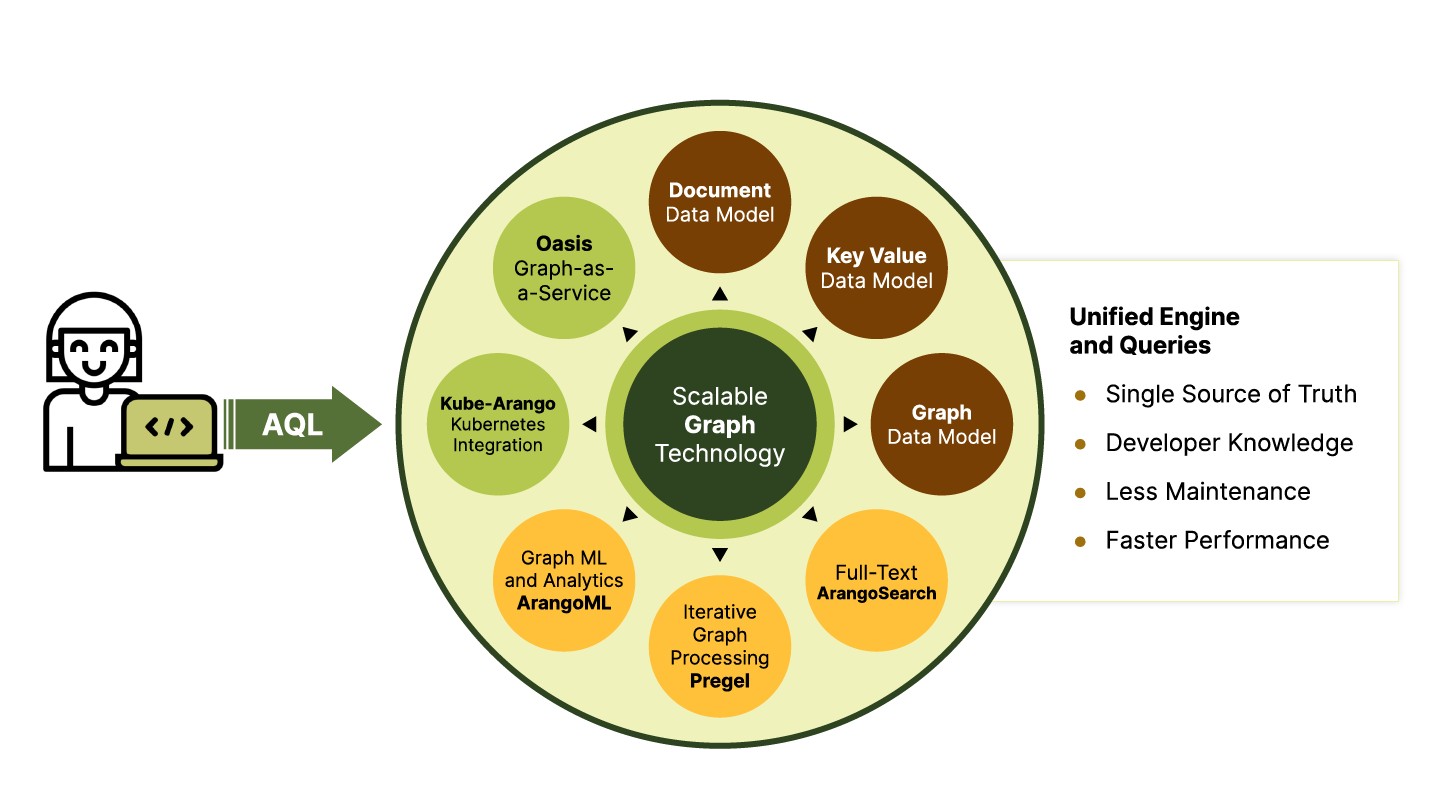 AQL
Document
Data Model
Key Value
Data Model
Graph
Data Model
Full-Text
ArangoSearch
Iterative
Graph
Processing
Pregel
Graph ML
and Analytics
ArangoML
Kube-Arango
Kubernetes
Integration
Oasis
Graph-as-
a-Service
Scalable
Graph
Technology
Unified Engine
and Queries
Single Source of Truth
Developer Knowledge
Less Maintenance
Faster Performance